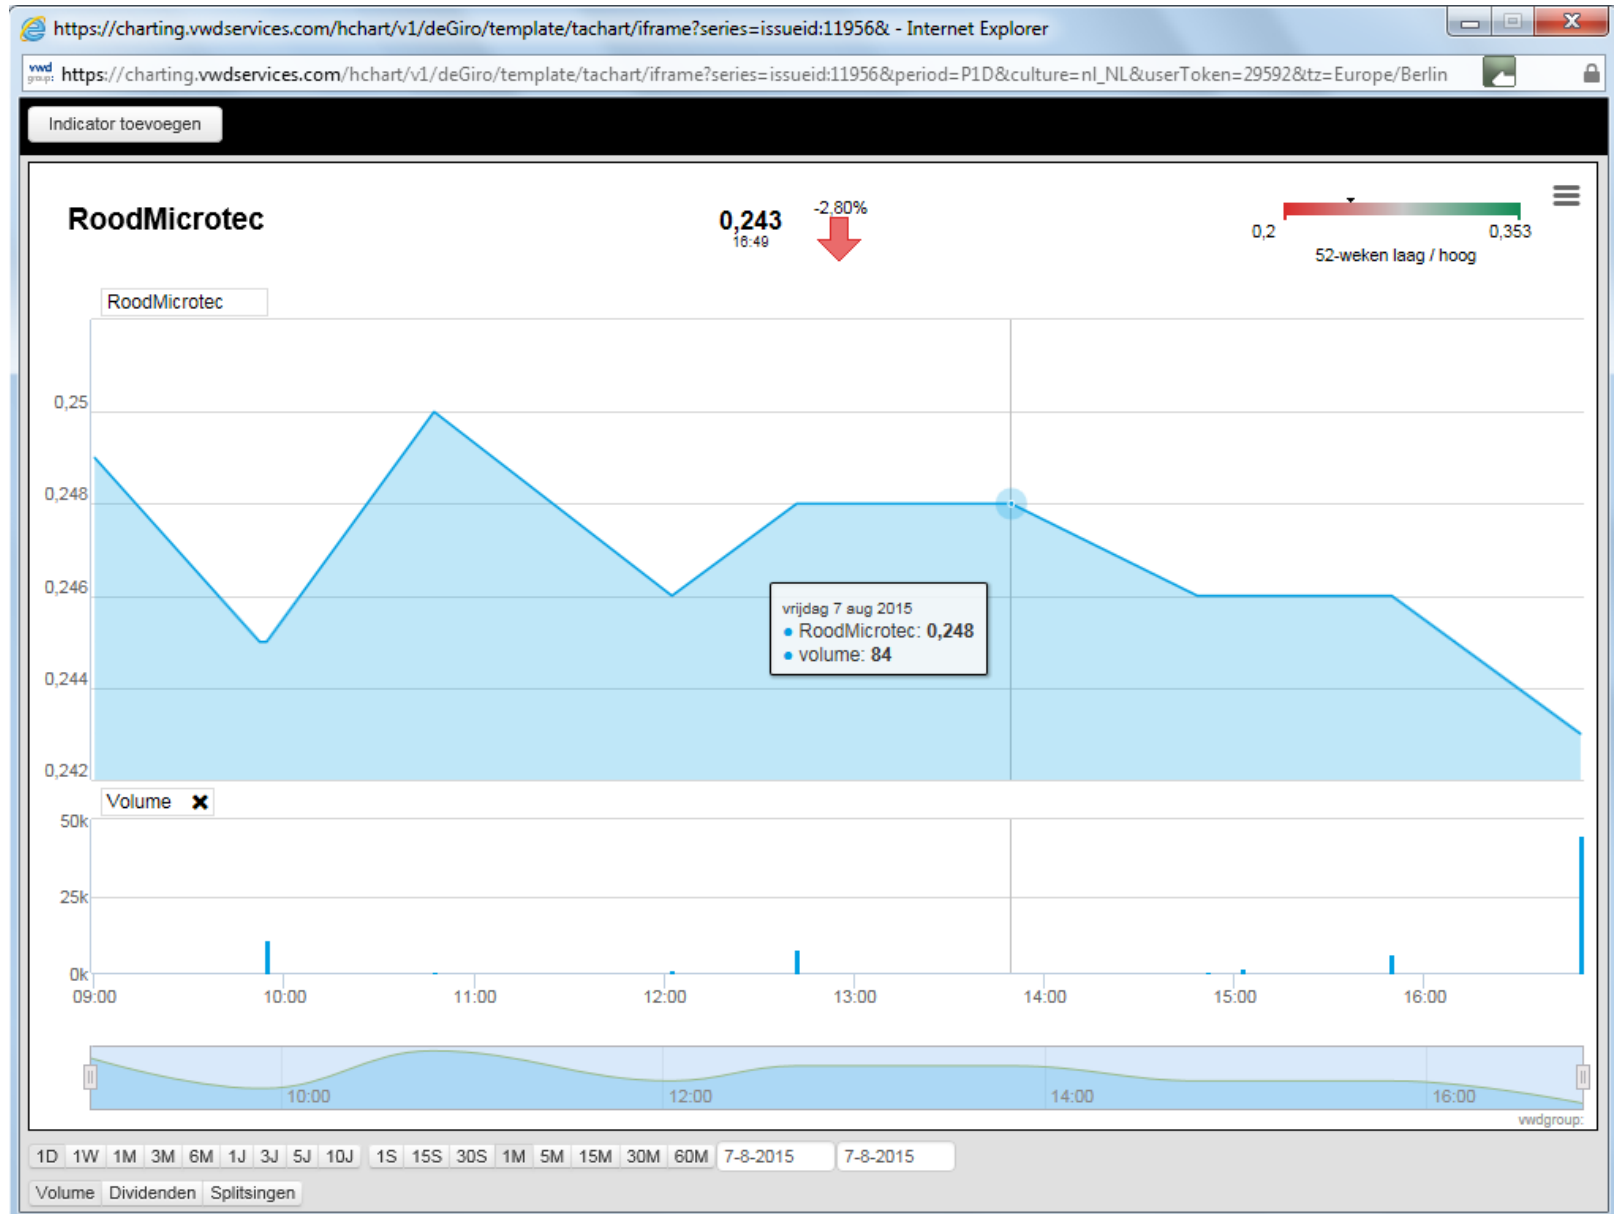 https://charting.vwdservices.com/hchart/v1/deGiro/template/tachart/iframe?series=issueid:11956& - Internet Explorer
vwd group: https://charting.vwdservices.com/hchart/v1/deGiro/template/tachart/iframe?series=issueid:11956&period=P1D&culture=nl_NL&userToken=29592&tz=Europe/Berlin
Indicator toevoegen
RoodMicrotec
0,243
16:49
-2,80%
0,2
0,353
52-weken laag / hoog
RoodMicrotec
0,25
0,248
0,246
0,244
0,242
vrijdag 7 aug 2015
• RoodMicrotec: 0,248
• volume: 84
Volume ✖
50k
25k
0k
09:00 10:00 11:00 12:00 13:00 14:00 15:00 16:00
10:00 12:00 14:00 16:00
vwdgroup:
1D 1W 1M 3M 6M 1J 3J 5J 10J 1S 15S 30S 1M 5M 15M 30M 60M 7-8-2015 7-8-2015
Volume Dividenden Splitsingen